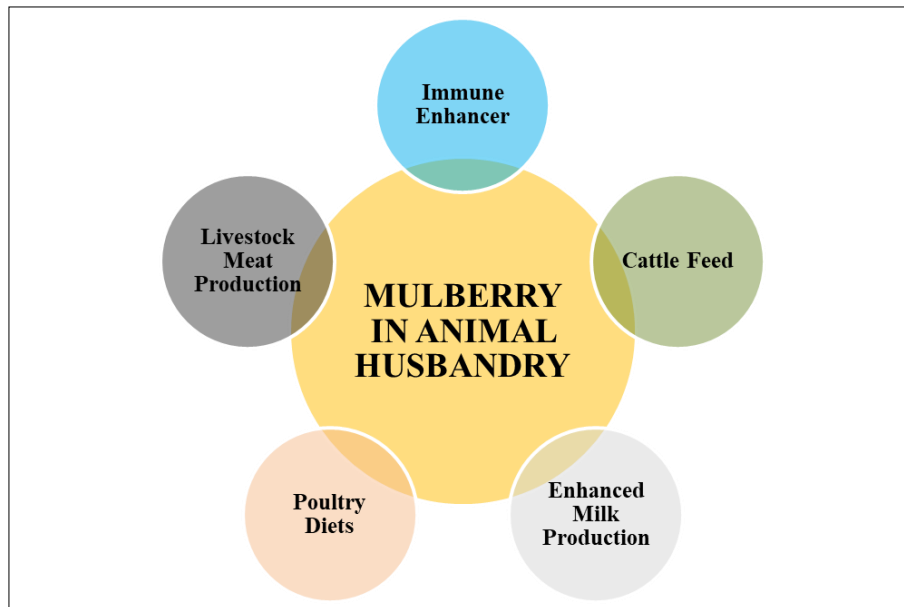 Immune
Enhancer
Livestock
Meat
Production
Cattle Feed
MULBERRY
IN ANIMAL
HUSBANDRY
Poultry
Diets
Enhanced
Milk
Production